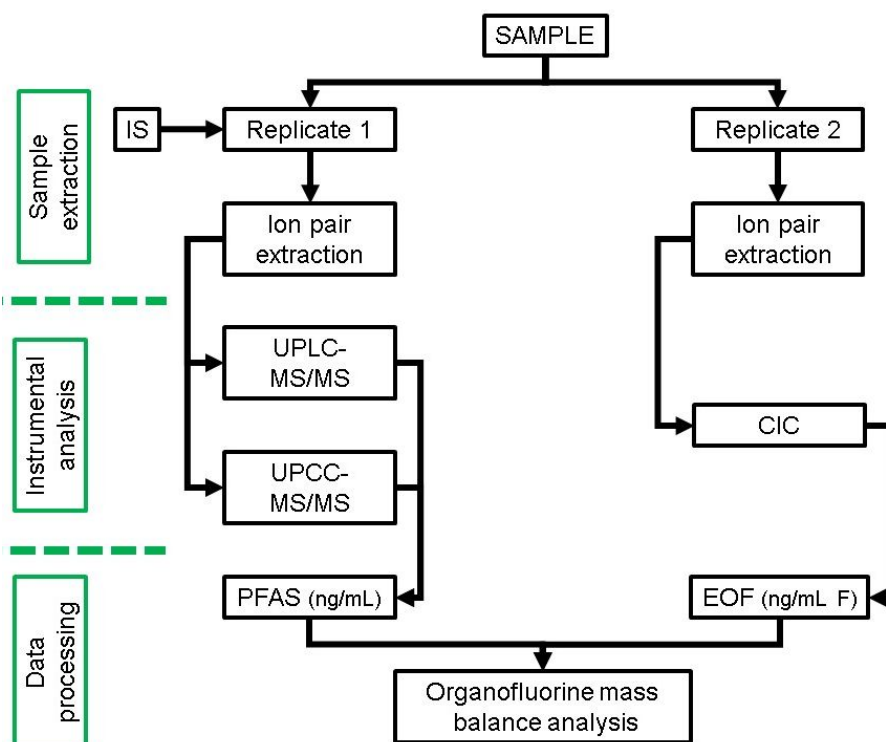 SAMPLE
Sample
extraction
IS
Replicate 1
Replicate 2
Ion pair
extraction
Ion pair
extraction
Instrumental
analysis
UPLC-
MS/MS
CIC
UPCC-
MS/MS
Data
processing
PFAS (ng/mL)
EOF (ng/mL F)
Organofluorine mass
balance analysis